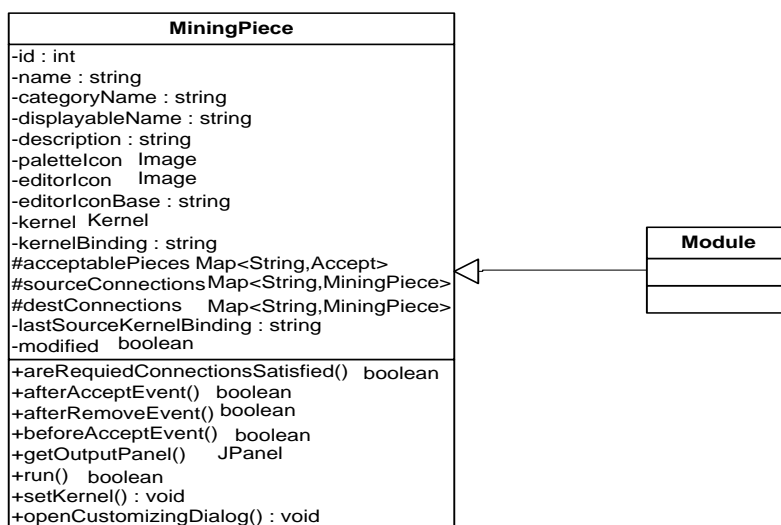 MiningPiece
-id : int
-name : string
-categoryName : string
-displayableName : string
-description : string
-paletteIcon Image
-editorIcon Image
-editorIconBase : string
-kernel Kernel
-kernelBinding : string
#acceptablePieces Map<String,Accept>
#sourceConnections Map<String,MiningPiece>
#destConnections Map<String,MiningPiece>
-lastSourceKernelBinding : string
-modified boolean
+areRequiedConnectionsSatisfied() boolean
+afterAcceptEvent() boolean
+afterRemoveEvent() boolean
+beforeAcceptEvent() boolean
+getOutputPanel() JPanel
+run() boolean
+setKernel() : void
+openCustomizingDialog() : void
Module